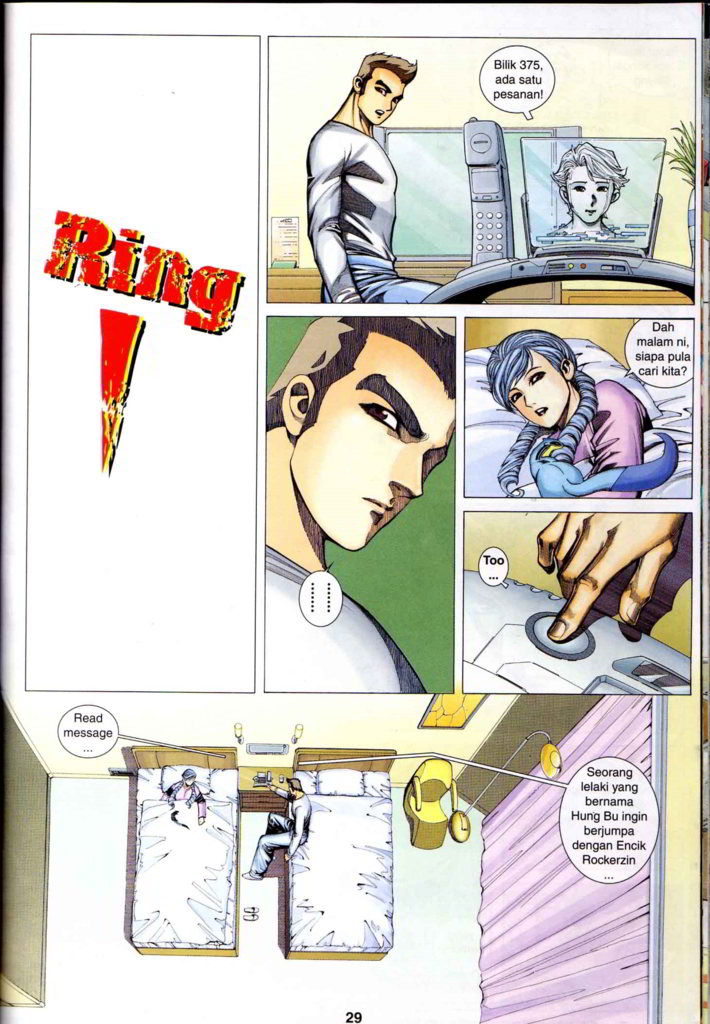 Ring
!
Bilik 375,
ada satu
pesanan!
Dah
malam ni,
siapa pula
cari kita?
Too
...
Read
message
...
Seorang
lelaki yang
bernama
Hung Bu ingin
berjumpa
dengan Encik
Rockerzin
...
29